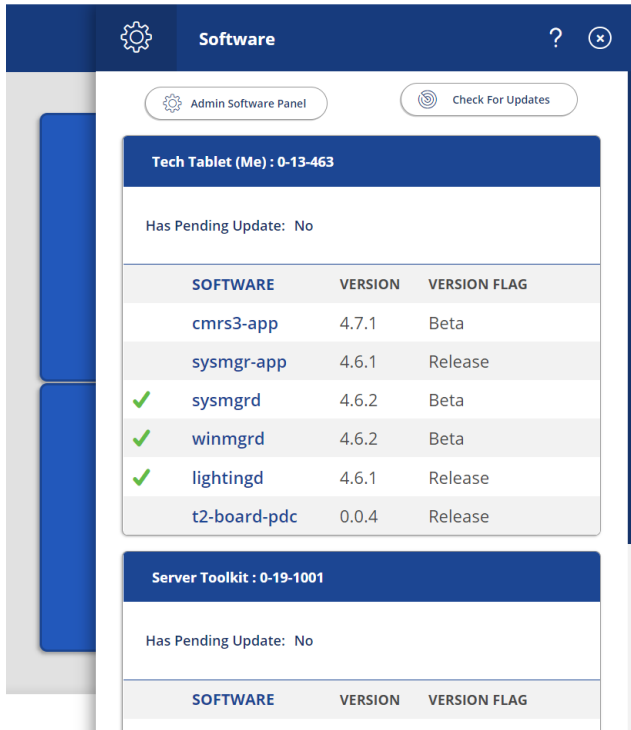 Software ?
Admin Software Panel Check For Updates
Tech Tablet (Me) : 0-13-463
Has Pending Update: No
SOFTWARE VERSION VERSION FLAG
cmrs3-app 4.7.1 Beta
sysmgr-app 4.6.1 Release
sysmgrd 4.6.2 Beta
winmgrd 4.6.2 Beta
lightingd 4.6.1 Release
t2-board-pdc 0.0.4 Release
Server Toolkit : 0-19-1001
Has Pending Update: No
SOFTWARE VERSION VERSION FLAG